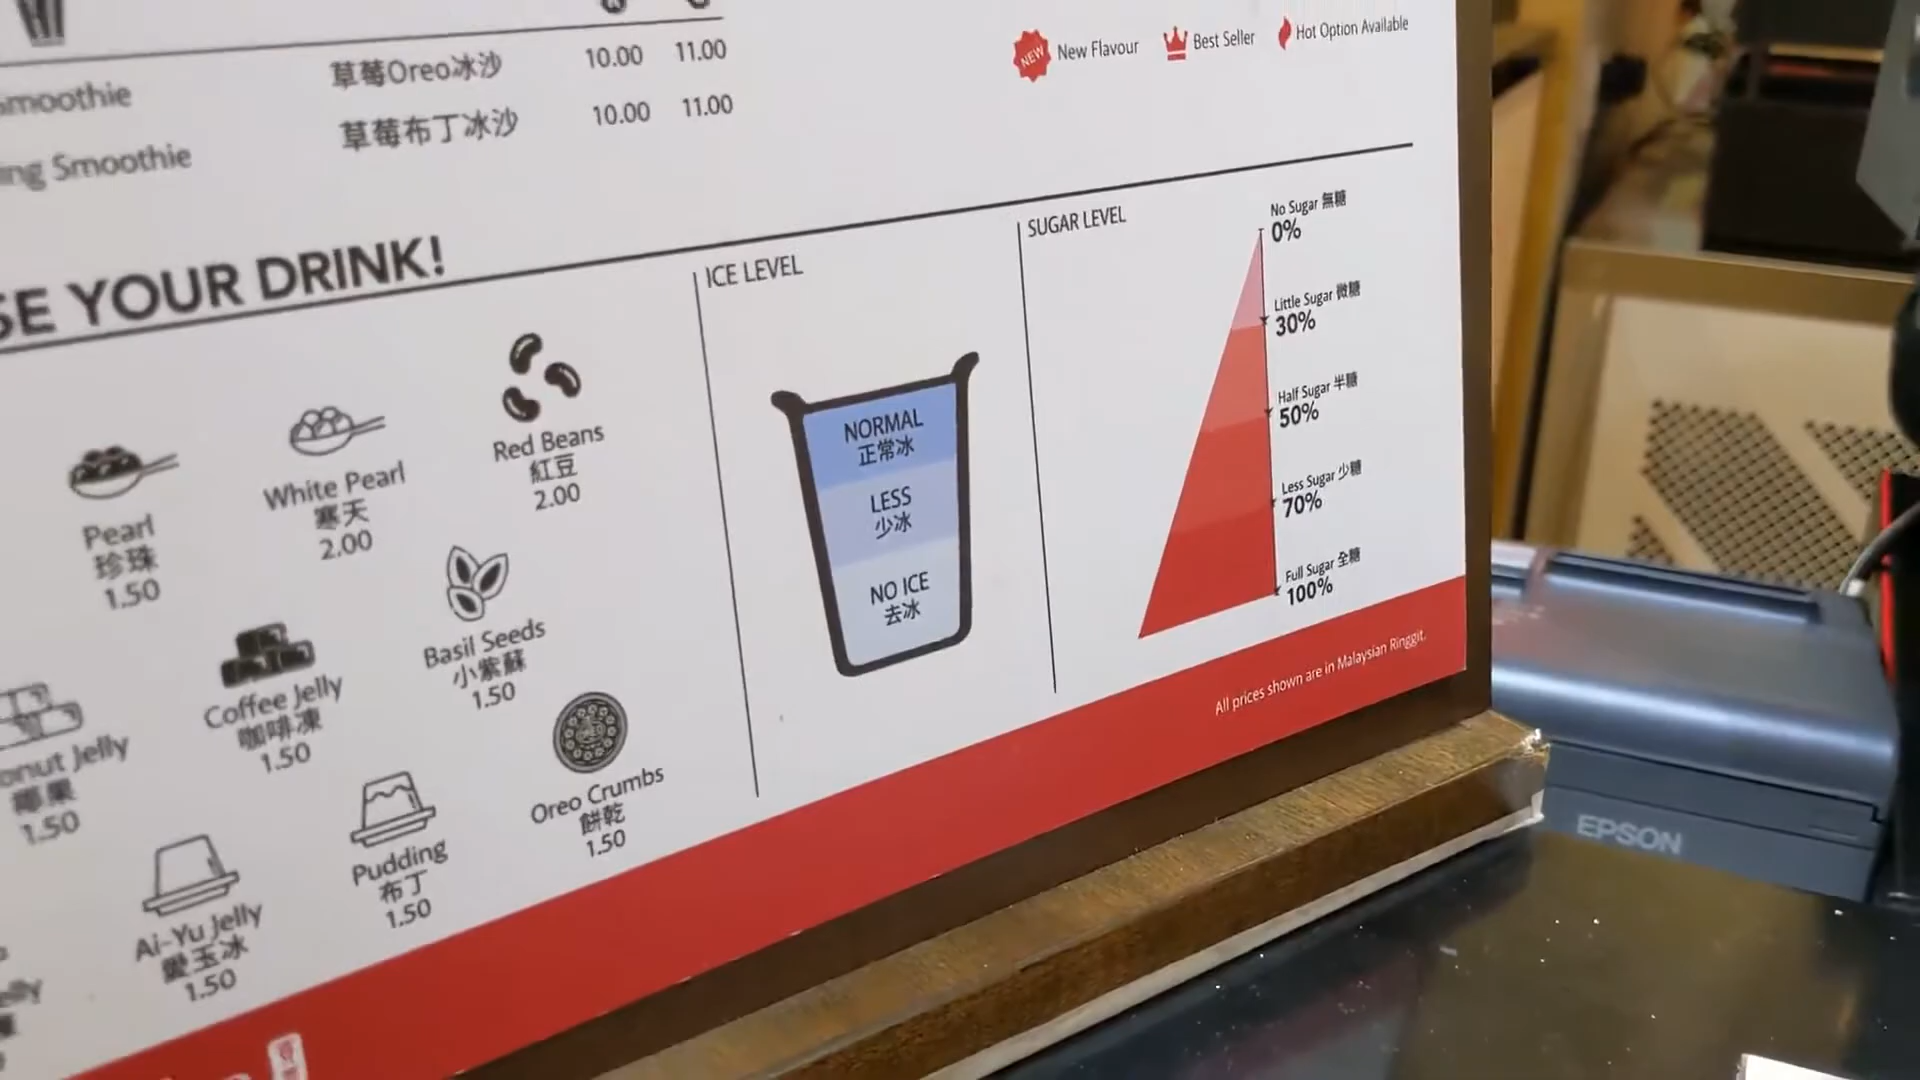 Smoothie 草莓Oreo冰沙 10.00 11.00
Smoothie 草莓布丁冰沙 10.00 11.00
NEW New Flavour
Best Seller
Hot Option Available
SE YOUR DRINK!
Pearl
珍珠
1.50
White Pearl
寒天
2.00
Red Beans
紅豆
2.00
onut Jelly
椰果
1.50
Coffee Jelly
咖啡凍
1.50
Basil Seeds
小紫蘇
1.50
Ai-Yu Jelly
愛玉冰
1.50
Pudding
布丁
1.50
Oreo Crumbs
餅乾
1.50
ICE LEVEL
NORMAL
正常冰
LESS
少冰
NO ICE
去冰
SUGAR LEVEL
No Sugar 無糖
0%
Little Sugar 微糖
30%
Half Sugar 半糖
50%
Less Sugar 少糖
70%
Full Sugar 全糖
100%
All prices shown are in Malaysian Ringgit.
EPSON